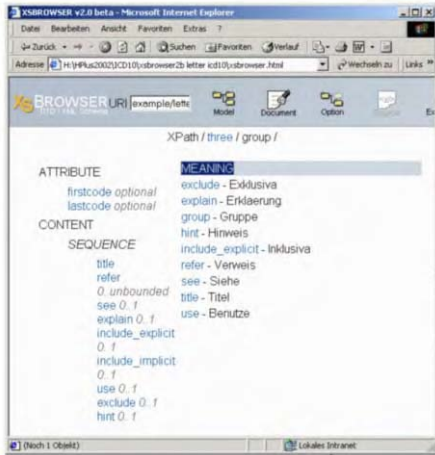 XSBROWSER v2.0 beta - Microsoft Internet Explorer
Datei Bearbeiten Ansicht Favoriten Extras ?
Zurück Suchen Favoriten Verlauf
Adresse H:\HPlus2002\ICD10\xsbrowser2b letter icd10\xsbrowser.html Wechseln zu Links
XSBROWSER URI example/lette
Model Document Option
XPath / three / group /
ATTRIBUTE
firstcode optional
lastcode optional
CONTENT
SEQUENCE
title
refer
0..unbounded
see 0..1
explain 0..1
include_explicit
0..1
include_implicit
0..1
use 0..1
exclude 0..1
hint 0..1
MEANING
exclude - Exklusiva
explain - Erklaerung
group - Gruppe
hint - Hinweis
include_explicit - Inklusiva
refer - Verweis
see - Siehe
title - Titel
use - Benutze
(Noch 1 Objekt) Lokales Intranet